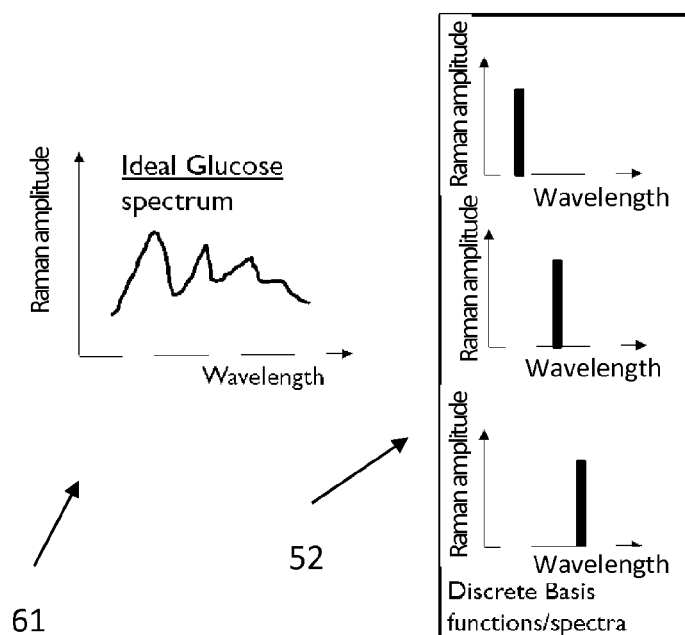 Ideal Glucose
spectrum
Raman amplitude
Wavelength
61
52
Raman amplitude
Wavelength
Raman amplitude
Wavelength
Raman amplitude
Wavelength
Discrete Basis
functions/spectra